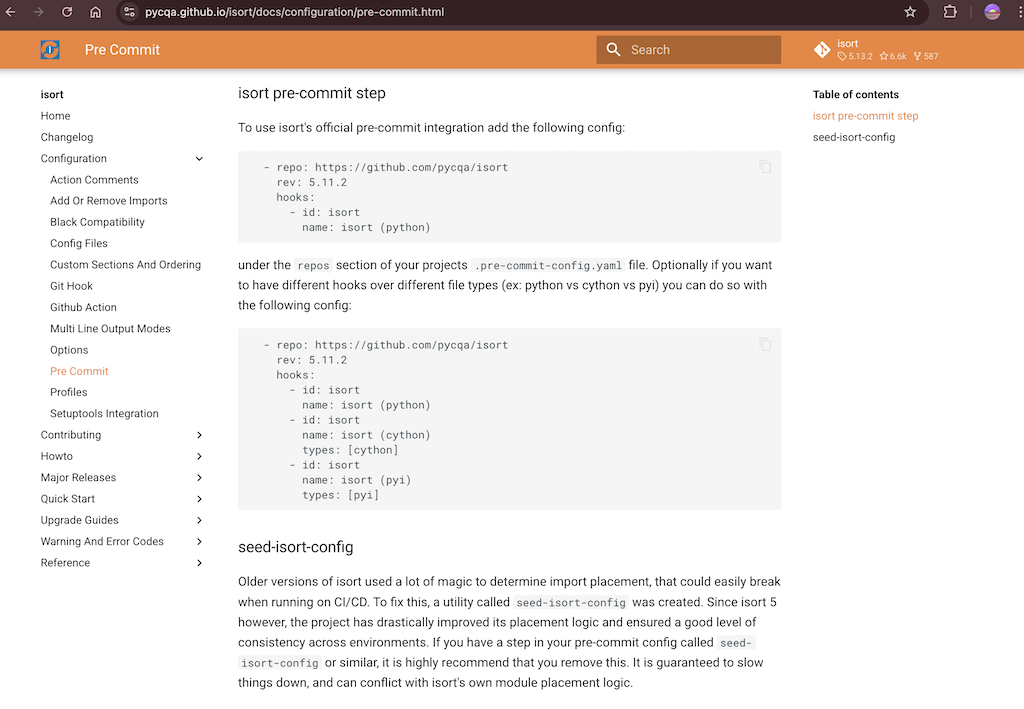 pycqa.github.io/isort/docs/configuration/pre-commit.html
Pre Commit
Search
isort
5.13.2 6.6k 587
isort
Home
Changelog
Configuration
Action Comments
Add Or Remove Imports
Black Compatibility
Config Files
Custom Sections And Ordering
Git Hook
Github Action
Multi Line Output Modes
Options
Pre Commit
Profiles
Setuptools Integration
Contributing
Howto
Major Releases
Quick Start
Upgrade Guides
Warning And Error Codes
Reference
isort pre-commit step
To use isort's official pre-commit integration add the following config:
- repo: https://github.com/pycqa/isort
rev: 5.11.2
hooks:
- id: isort
name: isort (python)
under the repos section of your projects .pre-commit-config.yaml file. Optionally if you want
to have different hooks over different file types (ex: python vs cython vs pyi) you can do so with
the following config:
- repo: https://github.com/pycqa/isort
rev: 5.11.2
hooks:
- id: isort
name: isort (python)
- id: isort
name: isort (cython)
types: [cython]
- id: isort
name: isort (pyi)
types: [pyi]
seed-isort-config
Older versions of isort used a lot of magic to determine import placement, that could easily break
when running on CI/CD. To fix this, a utility called seed-isort-config was created. Since isort 5
however, the project has drastically improved its placement logic and ensured a good level of
consistency across environments. If you have a step in your pre-commit config called seed-
isort-config or similar, it is highly recommend that you remove this. It is guaranteed to slow
things down, and can conflict with isort's own module placement logic.
Table of contents
isort pre-commit step
seed-isort-config